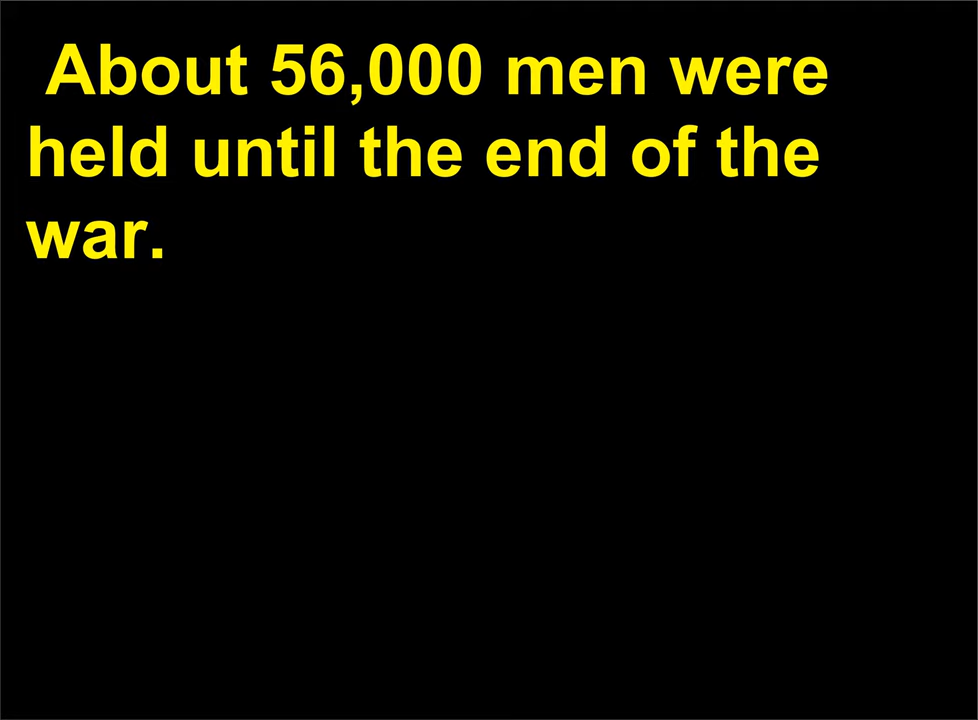 About 56,000 men were
held until the end of the
war.